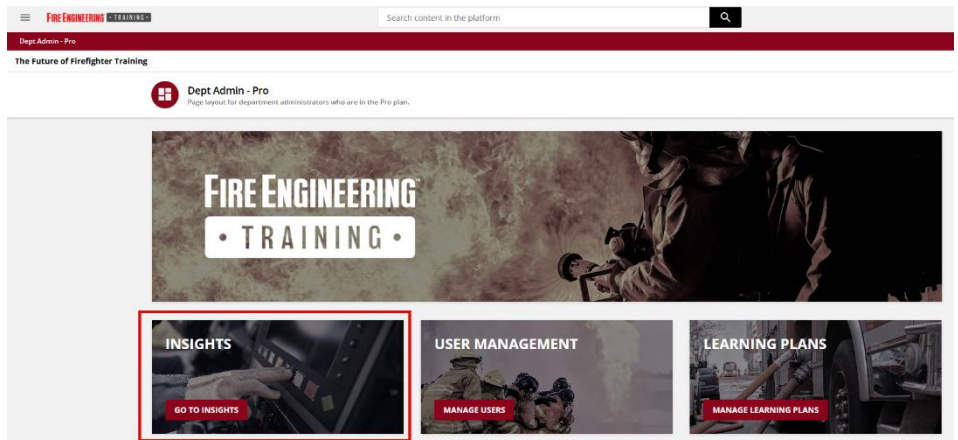 FIRE ENGINEERING • TRAINING •
Search content in the platform
Dept Admin - Pro
The Future of Firefighter Training
Dept Admin - Pro
Page layout for department administrators who are in the Pro plan.
FIRE ENGINEERING™
• TRAINING •
INSIGHTS
USER MANAGEMENT
LEARNING PLANS
GO TO INSIGHTS
MANAGE USERS
MANAGE LEARNING PLANS